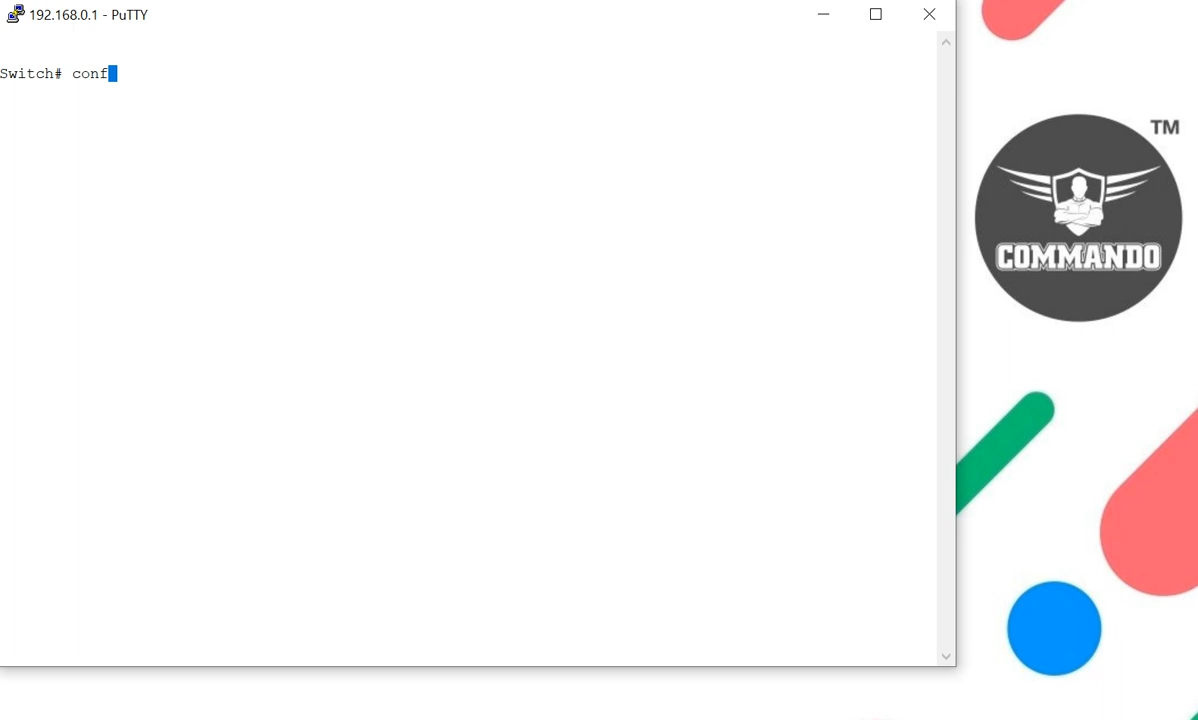 192.168.0.1 - PuTTY
Switch# conf
TM
COMMANDO